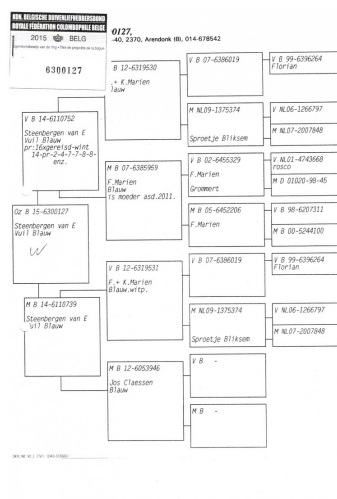 KON. BELGISCHE DUIVENLIEFHEBBERSBOND
ROYALE FÉDÉRATION COLOMBOPHILE BELGE
2015 BELG
6300127
0127,
-40, 2370, Arendonk (B), 014-678542
B 12-6319530
.+ K.Marien
lauw
V B 07-6386019
V B 99-6396264
Florian
M NL09-1375374
Sproetje Bliksem
V NL06-1266797
M NL07-2007848
V B 14-6110752
Steenbergen van E
Vuil Blauw
pr:16xgereisd-wint
14-pr-2-4-7-7-8-8-
enz.
M B 07-6385959
F.Marien
Blauw
is moeder asd.2011.
V B 02-6455329
F.Marien
Grommert
V NL01-4743668
rosco
M D 01020-98-45
M B 05-6452206
F.Marien
V B 98-6207311
M B 00-5244100
Oz B 15-6300127
Steenbergen van E
Vuil Blauw
V B 12-6319531
F.+ K.Marien
Blauw.witp.
V B 07-6386019
V B 99-6396264
Florian
M NL09-1375374
Sproetje Bliksem
V NL06-1266797
M NL07-2007848
M B 14-6110739
Steenbergen van E
uil Blauw
M B 12-6053946
Jos Claessen
Blauw
V B -
M B -